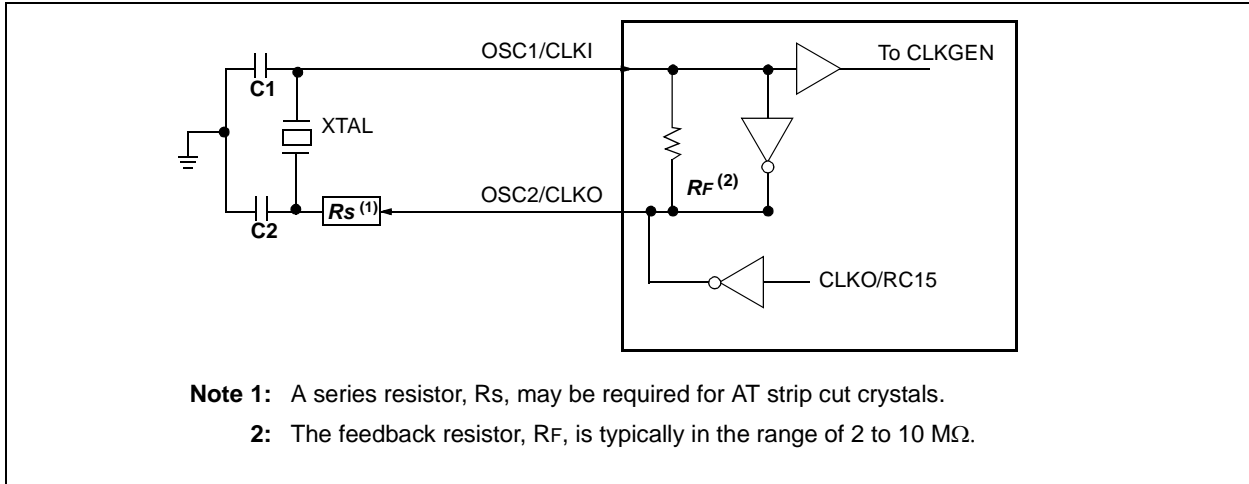 OSC1/CLKI
To CLKGEN
C1
XTAL
RF (2)
OSC2/CLKO
Rs (1)
C2
CLKO/RC15
Note 1: A series resistor, Rs, may be required for AT strip cut crystals.
2: The feedback resistor, RF, is typically in the range of 2 to 10 MΩ.